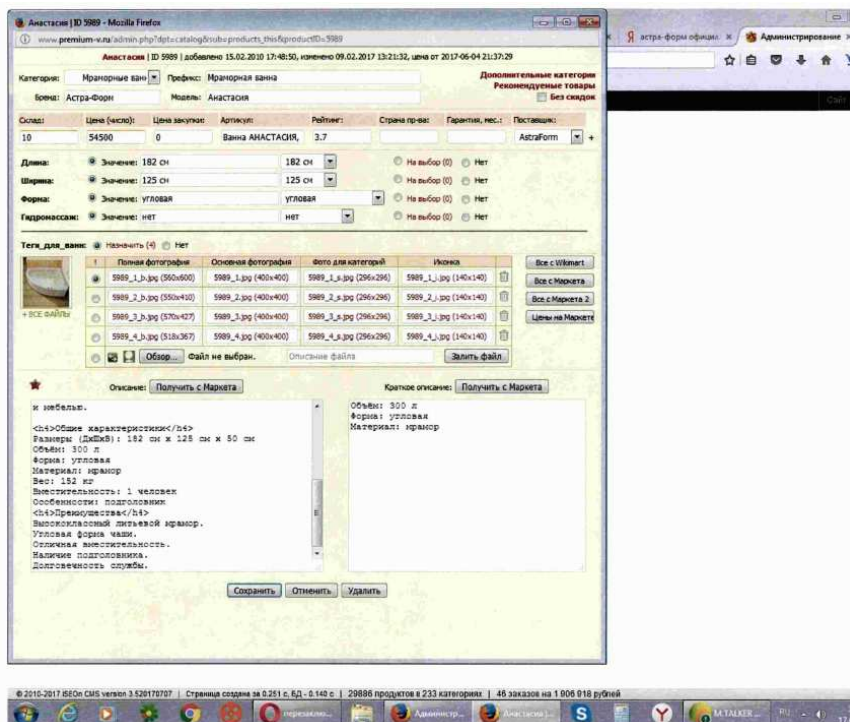 Анастасия | ID 5989 - Mozilla Firefox
www.premium-v.ru/admin.php?dpt=catalog&sub=products_this&productID=5989
Анастасия | ID 5989 | добавлено 15.02.2010 17:48:50, изменено 09.02.2017 13:21:32, цена от 2017-06-04 21:37:29
Категория: Мраморные ван Префикс: Мраморная ванна
Дополнительные категории
Рекомендуемые товары
Бренд: Астра-Форм Модель: Анастасия Без скидок
Склад: Цена (число): Цена закупки: Артикул: Рейтинг: Страна пр-ва: Гарантия, мес.: Поставщик:
10 54500 0 Ванна АНАСТАСИЯ, 3.7 AstraForm +
Длина: Значение: 182 см 182 см На выбор (0) Нет
Ширина: Значение: 125 см 125 см На выбор (0) Нет
Форма: Значение: угловая угловая На выбор (0) Нет
Гидромассаж: Значение: нет нет На выбор (0) Нет
Теги_для_ванн: Назначить (4) Нет
! Полная фотография Основная фотография Фото для категорий Иконка
5989_1_b.jpg (560x600) 5989_1.jpg (400x400) 5989_1_s.jpg (296x296) 5989_1_i.jpg (140x140)
5989_2_b.jpg (550x410) 5989_2.jpg (400x400) 5989_2_s.jpg (296x296) 5989_2_i.jpg (140x140)
5989_3_b.jpg (570x427) 5989_3.jpg (400x400) 5989_3_s.jpg (296x296) 5989_3_i.jpg (140x140)
5989_4_b.jpg (518x367) 5989_4.jpg (400x400) 5989_4_s.jpg (296x296) 5989_4_i.jpg (140x140)
+ ВСЕ ФАЙЛЫ
Обзор... Файл не выбран. Описание файла Залить файл
Все с Wikimart
Все с Маркета
Все с Маркета 2
Цены на Маркете
Описание: Получить с Маркета
и мебелью.
<h4>Общие характеристики</h4>
Размеры (ДxШxВ): 182 см x 125 см x 50 см
Объём: 300 л
Форма: угловая
Материал: мрамор
Вес: 152 кг
Вместительность: 1 человек
Особенности: подголовник
<h4>Преимущества</h4>
Высококлассный литьевой мрамор.
Угловая форма чаши.
Отличная вместительность.
Наличие подголовника.
Долговечность службы.
Краткое описание: Получить с Маркета
Объём: 300 л
Форма: угловая
Материал: мрамор
Сохранить Отменить Удалить
астра-форм официал. Администрирование
Сайт
© 2010-2017 ISEOn CMS version 3.520170707 | Страница создана за 0.251 с, БД - 0.140 с | 29886 продуктов в 233 категориях | 46 заказов на 1 906 918 рублей
перезаклю... Администр... Анастасия |... M.TALKER ... RU